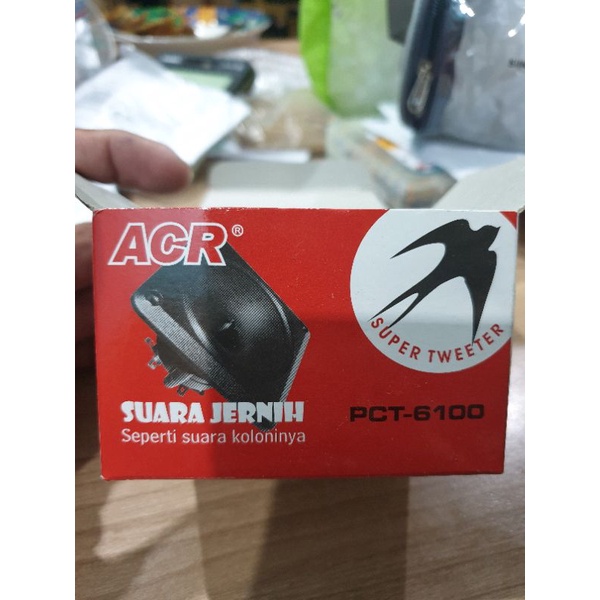 ACR®
SUPER TWEETER
SUARA JERNIH
Seperti suara koloninya
PCT-6100